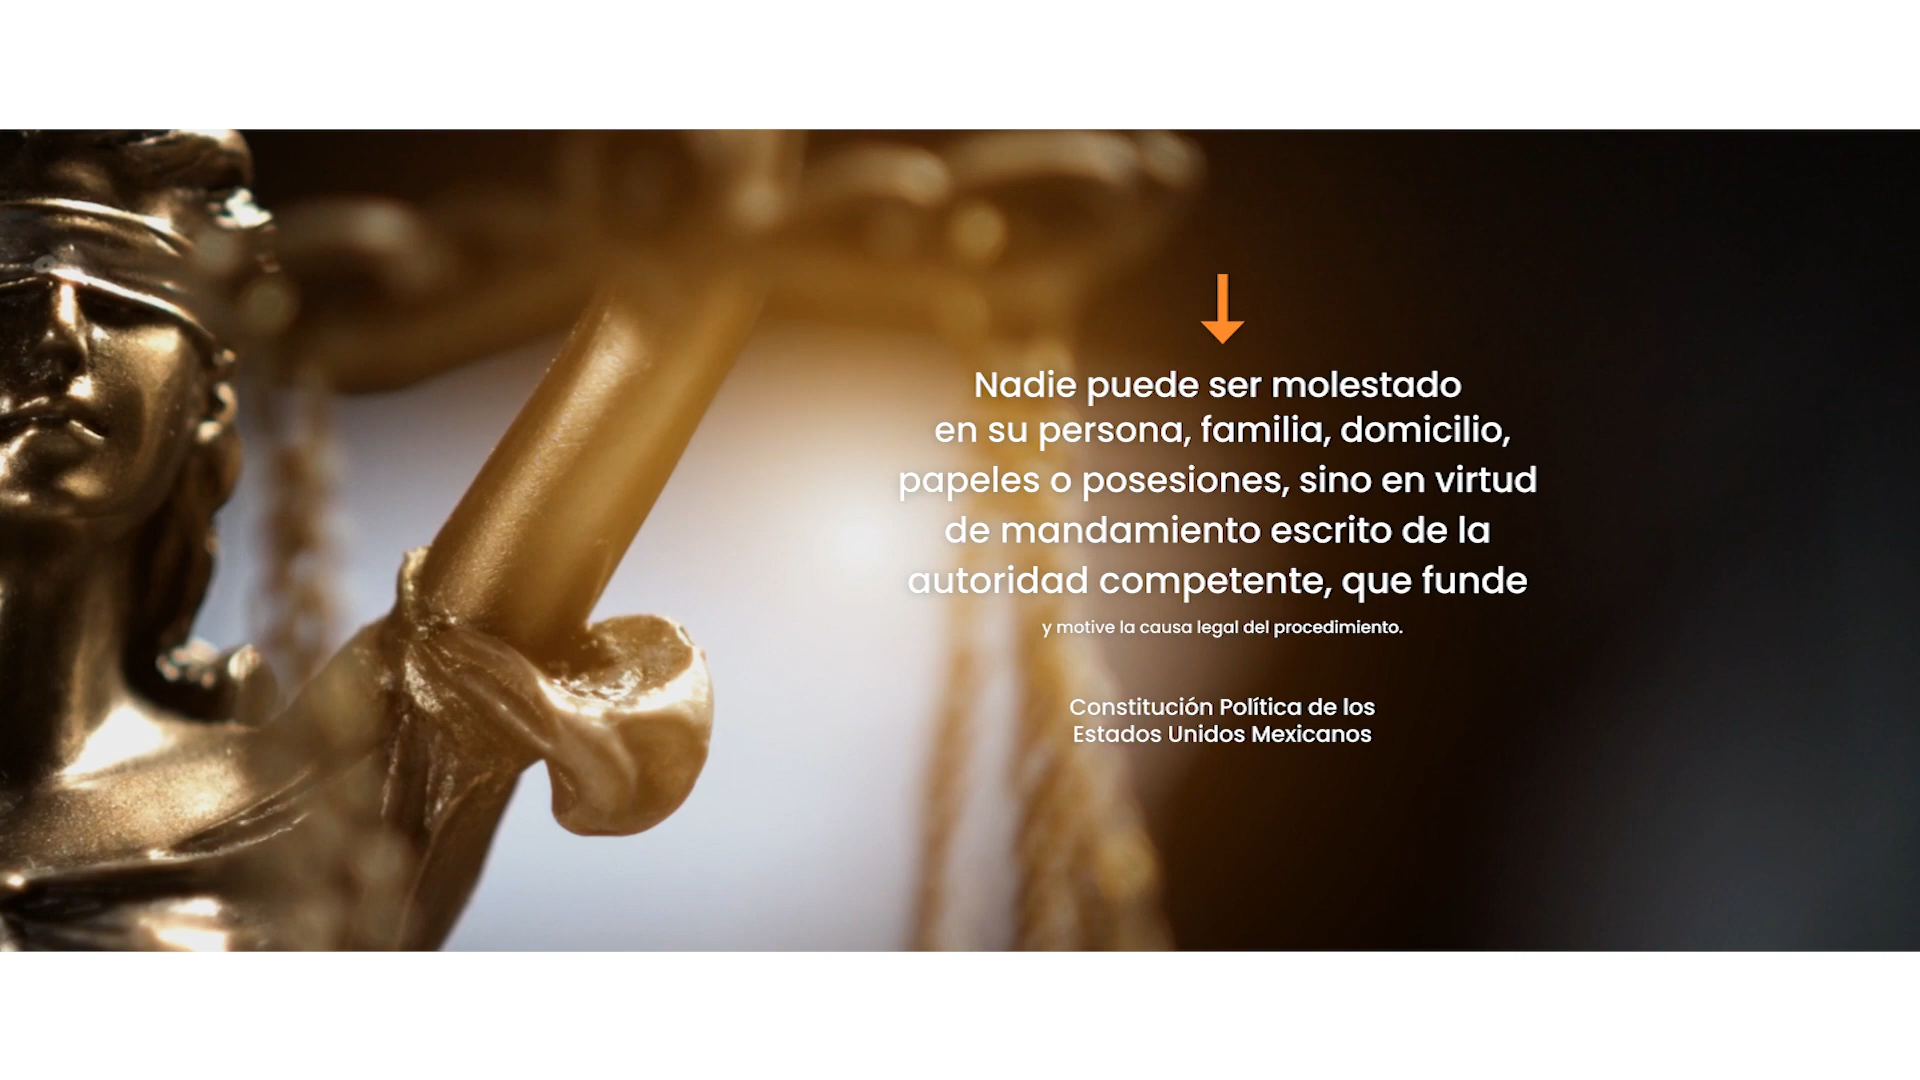 Nadie puede ser molestado
en su persona, familia, domicilio,
papeles o posesiones, sino en virtud
de mandamiento escrito de la
autoridad competente, que funde
y motive la causa legal del procedimiento.
Constitución Política de los
Estados Unidos Mexicanos